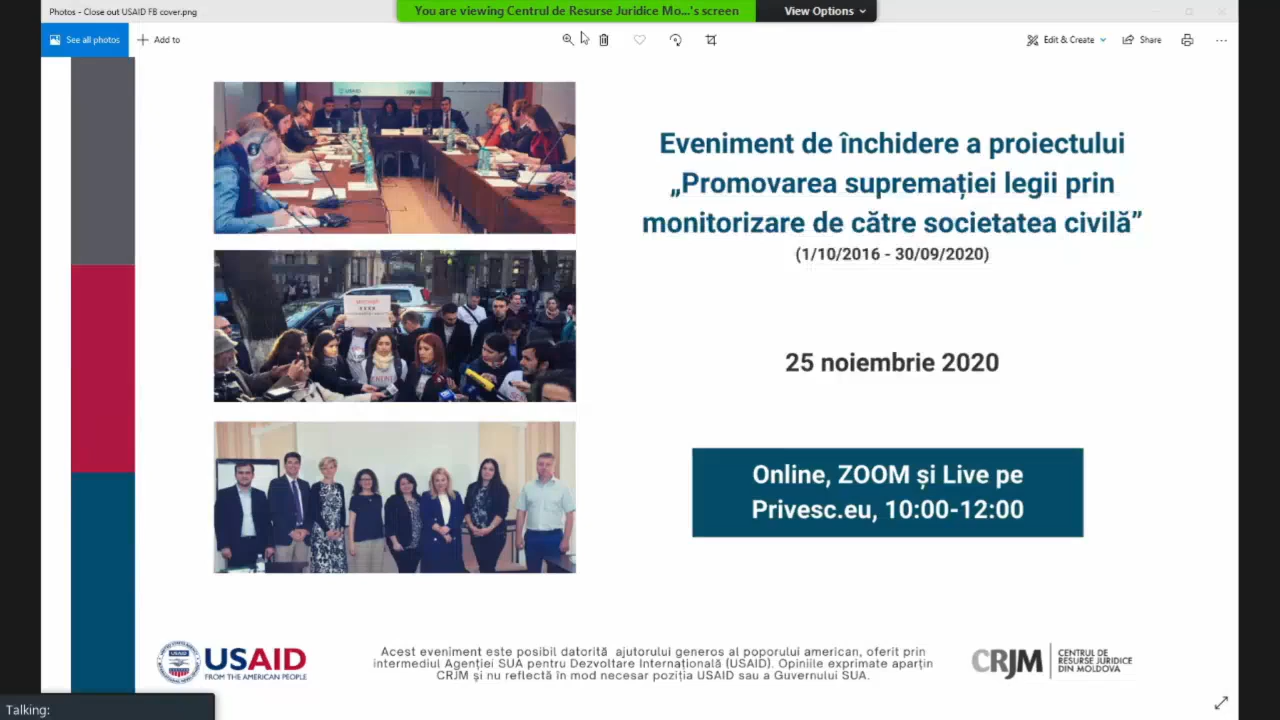 Photos - Close out USAID FB cover.png
You are viewing Centrul de Resurse Juridice Mo...'s screen
View Options
See all photos
Add to
Edit & Create
Share
USAID
Eveniment de închidere a proiectului
„Promovarea supremației legii prin
monitorizare de către societatea civilă”
(1/10/2016 - 30/09/2020)
25 noiembrie 2020
Online, ZOOM și Live pe
Privesc.eu, 10:00-12:00
USAID
USAID
FROM THE AMERICAN PEOPLE
Acest eveniment este posibil datorită ajutorului generos al poporului american, oferit prin
intermediul Agenției SUA pentru Dezvoltare Internațională (USAID). Opiniile exprimate aparțin
CRJM și nu reflectă în mod necesar poziția USAID sau a Guvernului SUA.
CRJM
CENTRUL DE
RESURSE JURIDICE
DIN MOLDOVA
Talking: